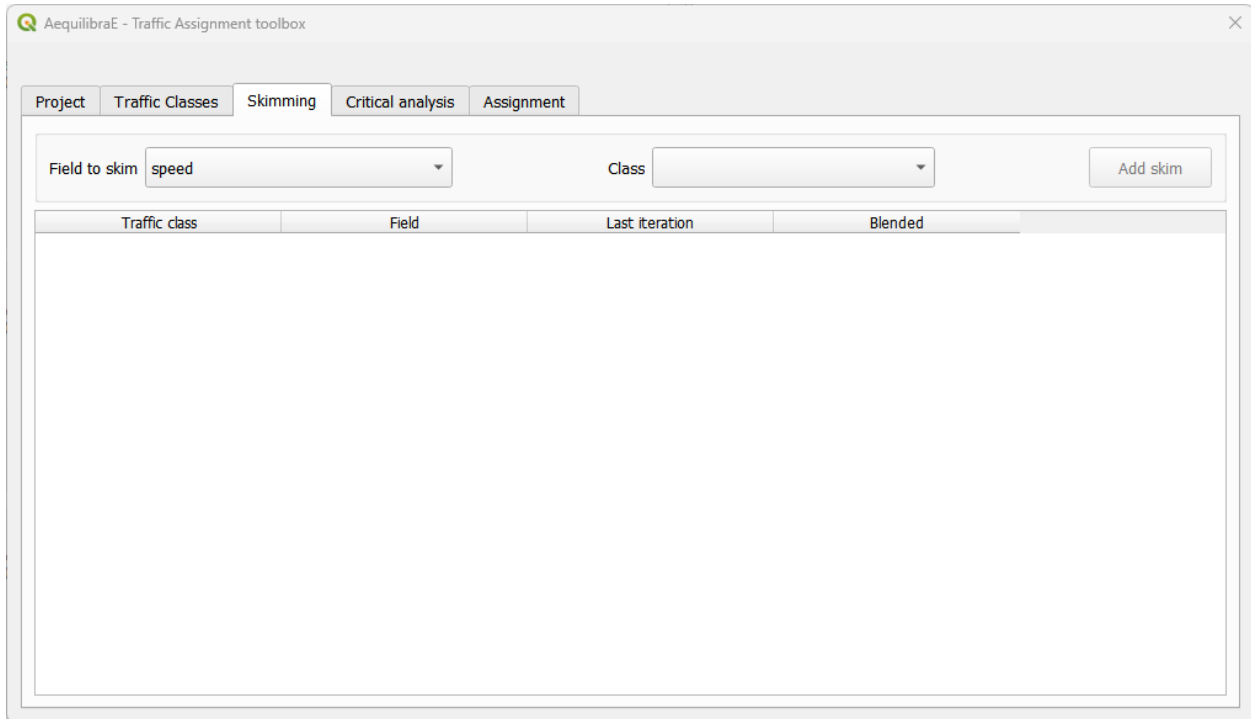 AequilibraE - Traffic Assignment toolbox
Project Traffic Classes Skimming Critical analysis Assignment
Field to skim speed Class Add skim
Traffic class Field Last iteration Blended